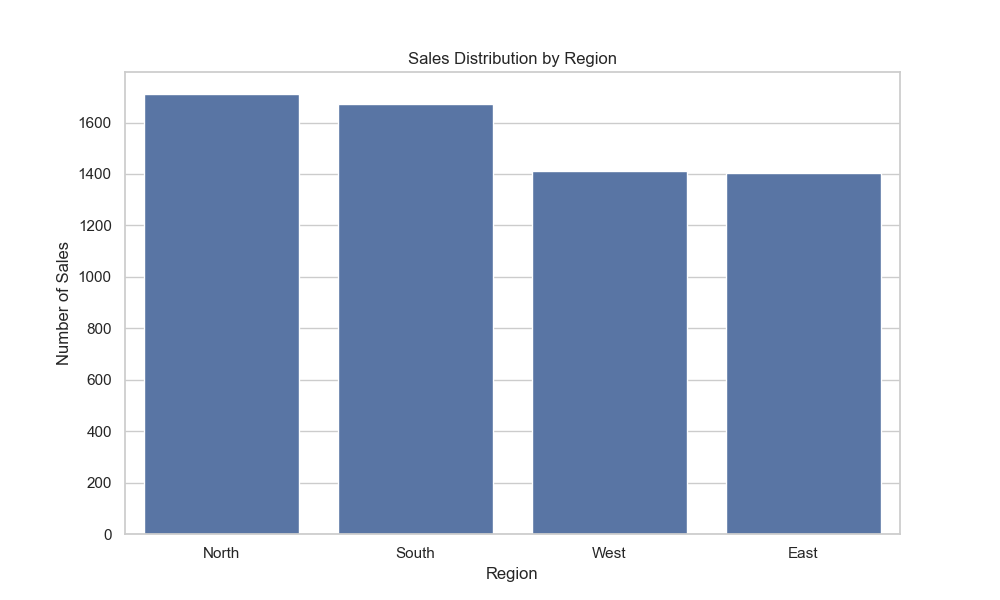 Sales Distribution by Region
1600
1400
1200
1000
800
600
400
200
0
Number of Sales
North South West East
Region